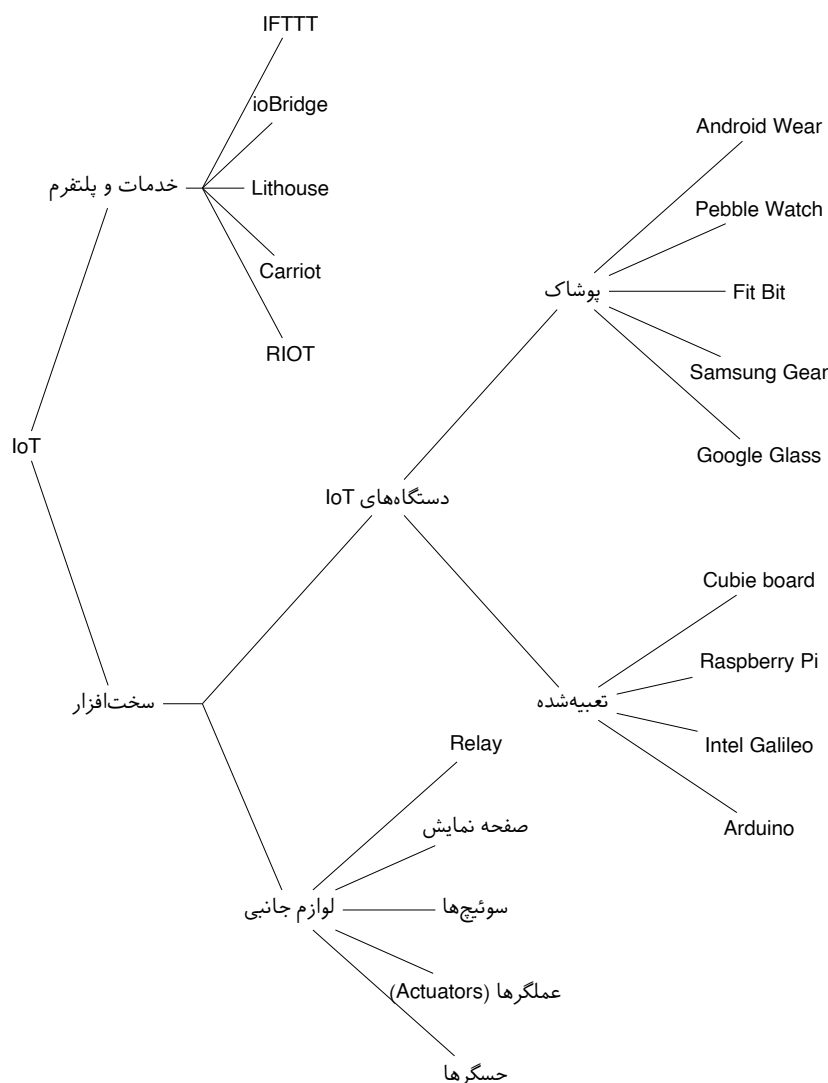 IFTTT
ioBridge
Android Wear
خدمات و پلتفرم
Lithouse
Pebble Watch
Carriot
پوشاک
Fit Bit
RIOT
Samsung Gear
IoT
Google Glass
دستگاه‌های IoT
Cubie board
Raspberry Pi
سخت‌افزار
تعبیه‌شده
Relay
Intel Galileo
صفحه نمایش
Arduino
لوازم جانبی
سوئیچ‌ها
عملگرها (Actuators)
حسگرها